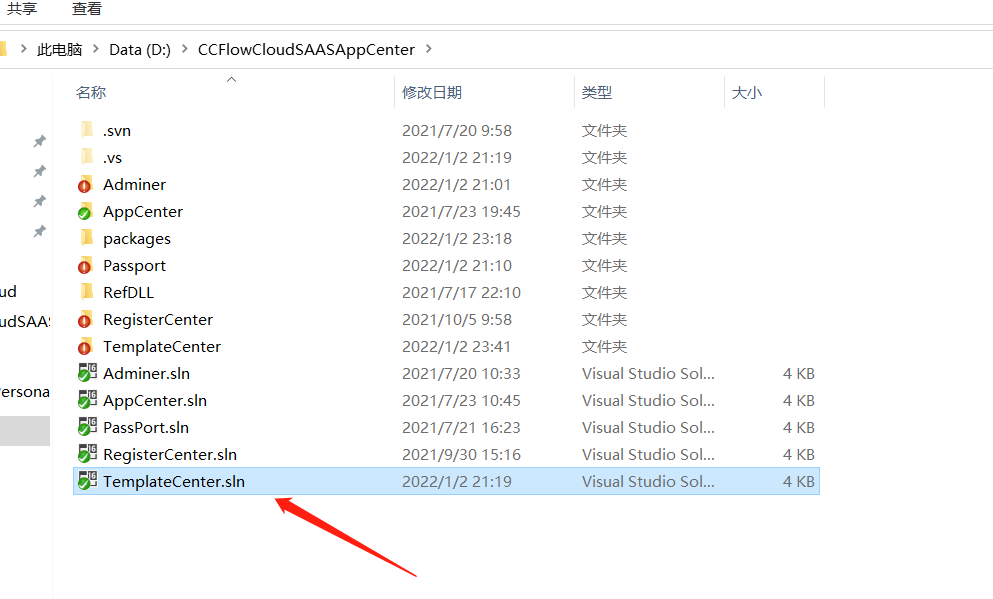 共享 查看
此电脑 Data (D:) CCFlowCloudSAASAppCenter
名称 修改日期 类型 大小
.svn 2021/7/20 9:58 文件夹
.vs 2022/1/2 21:19 文件夹
Adminer 2022/1/2 21:01 文件夹
AppCenter 2021/7/23 19:45 文件夹
packages 2022/1/2 23:18 文件夹
Passport 2022/1/2 21:10 文件夹
ud RefDLL 2021/7/17 22:10 文件夹
udSAAS RegisterCenter 2021/10/5 9:58 文件夹
TemplateCenter 2022/1/2 23:41 文件夹
Adminer.sln 2021/7/20 10:33 Visual Studio Sol... 4 KB
ersona AppCenter.sln 2021/7/23 10:45 Visual Studio Sol... 4 KB
PassPort.sln 2021/7/21 16:23 Visual Studio Sol... 4 KB
RegisterCenter.sln 2021/9/30 15:16 Visual Studio Sol... 4 KB
TemplateCenter.sln 2022/1/2 21:19 Visual Studio Sol... 4 KB